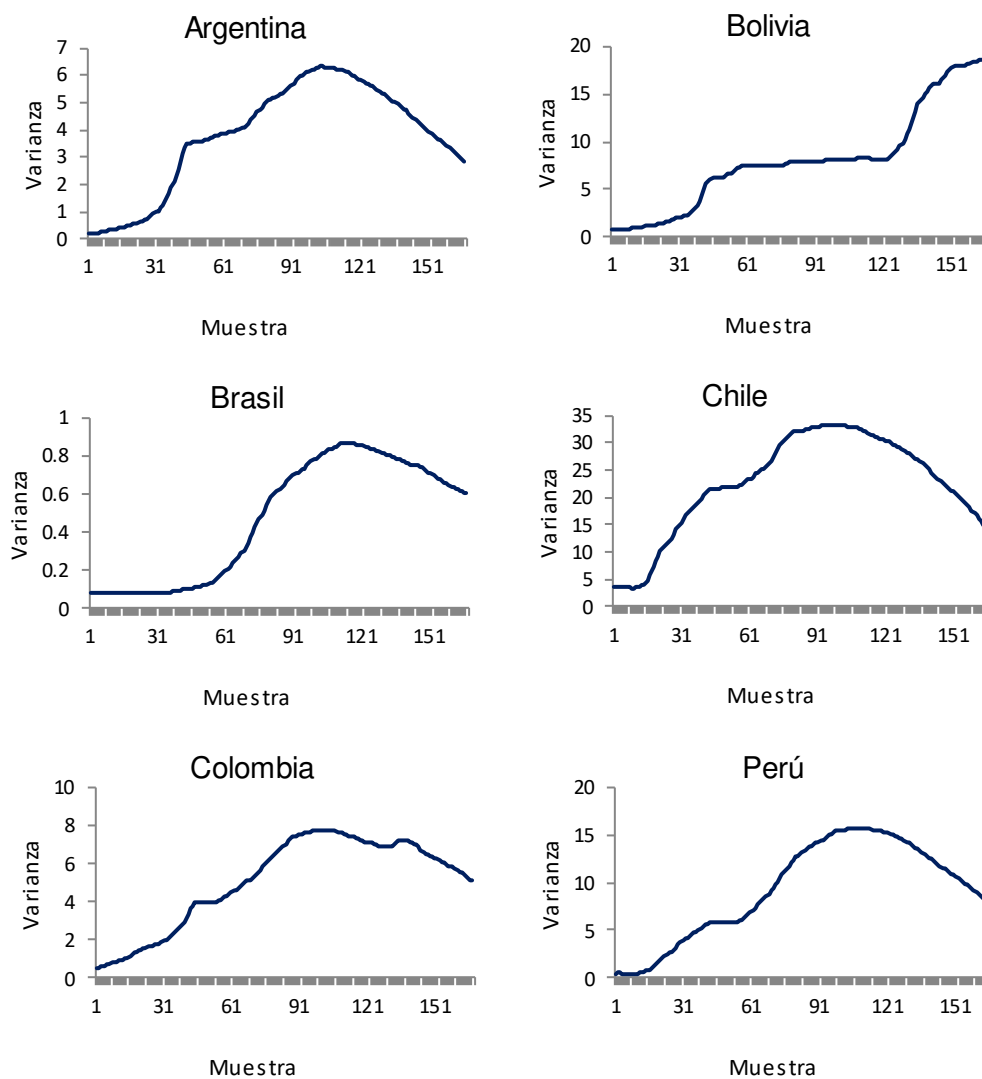 Argentina
7
6
5
4
3
2
1
0
Varianza
1 31 61 91 121 151
Muestra
Bolivia
20
15
10
5
0
Varianza
1 31 61 91 121 151
Muestra
Brasil
1
0.8
0.6
0.4
0.2
0
Varianza
1 31 61 91 121 151
Muestra
Chile
35
30
25
20
15
10
5
0
Varianza
1 31 61 91 121 151
Muestra
Colombia
10
8
6
4
2
0
Varianza
1 31 61 91 121 151
Muestra
Perú
20
15
10
5
0
Varianza
1 31 61 91 121 151
Muestra